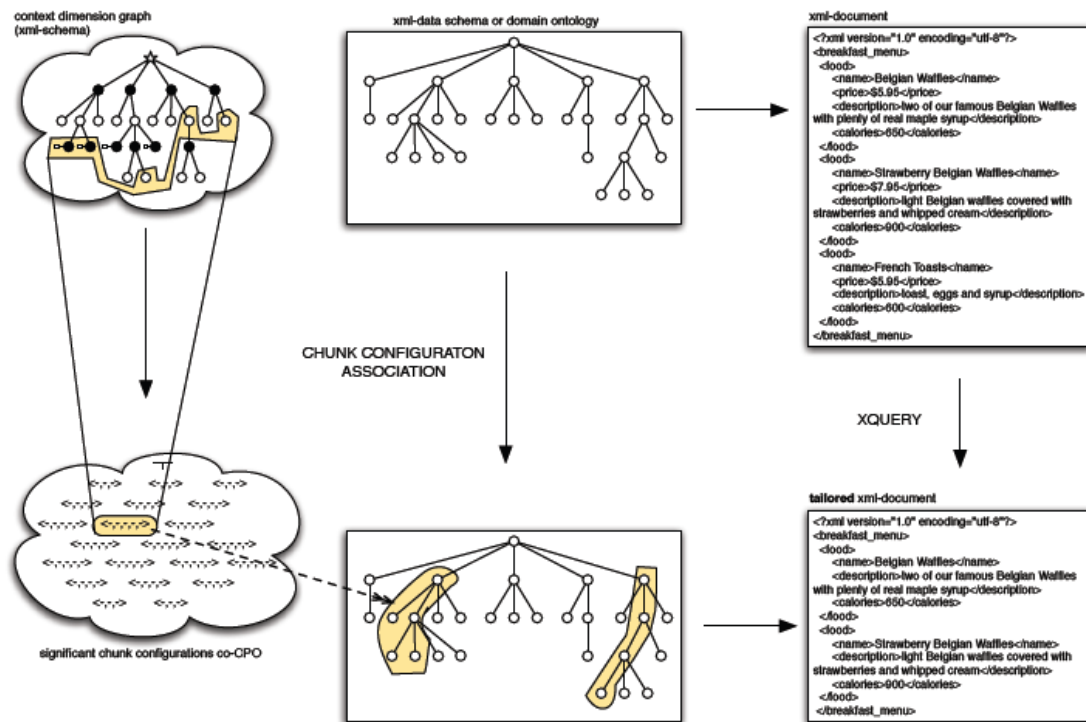 context dimension graph
(xml-schema)
xml-data schema or domain ontology
xml-document
<?xml version="1.0" encoding="utf-8"?>
<breakfast_menu>
<food>
<name>Belgian Waffles</name>
<price>$5.95</price>
<description>two of our famous Belgian Waffles
with plenty of real maple syrup</description>
<calories>650</calories>
</food>
<food>
<name>Strawberry Belgian Waffles</name>
<price>$7.95</price>
<description>light Belgian waffles covered with
strawberries and whipped cream</description>
<calories>900</calories>
</food>
<food>
<name>French Toasts</name>
<price>$5.95</price>
<description>toast, eggs and syrup</description>
<calories>600</calories>
</food>
</breakfast_menu>
CHUNK CONFIGURATON
ASSOCIATION
XQUERY
significant chunk configurations co-CPO
tailored xml-document
<?xml version="1.0" encoding="utf-8"?>
<breakfast_menu>
<food>
<name>Belgian Waffles</name>
<description>two of our famous Belgian Waffles
with plenty of real maple syrup</description>
<calories>650</calories>
</food>
<food>
<name>Strawberry Belgian Waffles</name>
<description>light Belgian waffles covered with
strawberries and whipped cream</description>
<calories>900</calories>
</food>
</breakfast_menu>